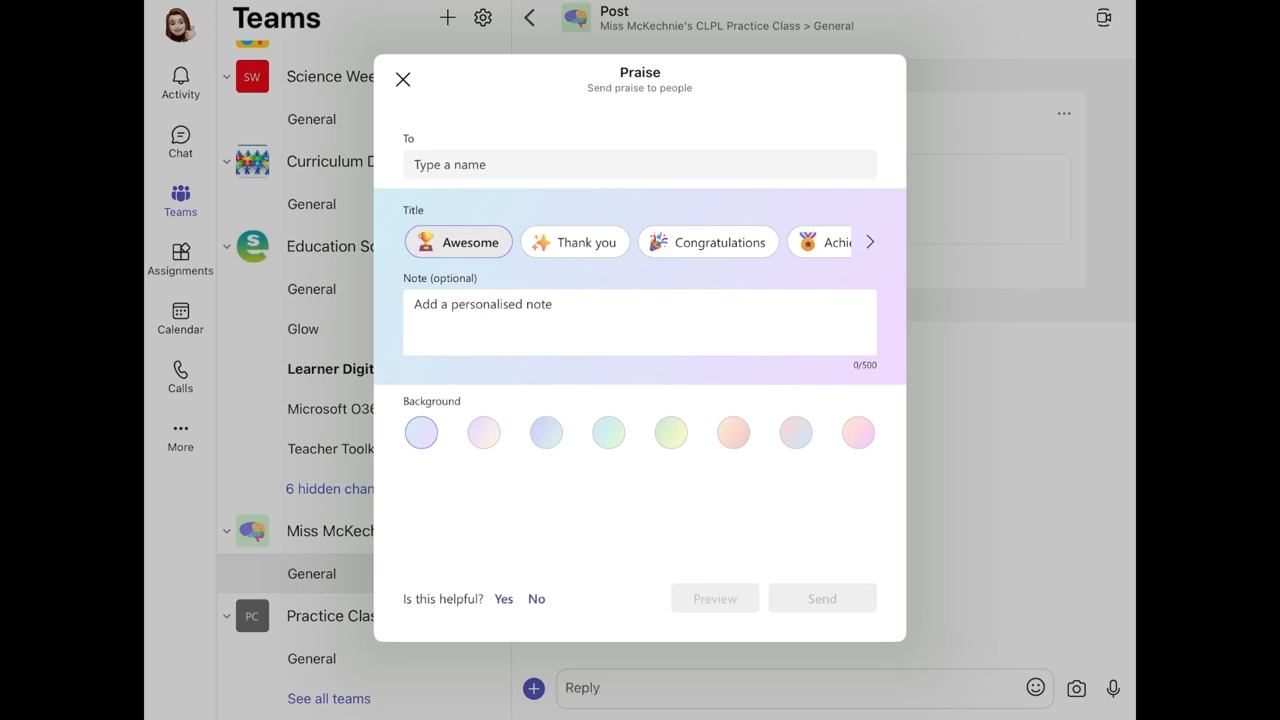 Teams
Activity
Chat
Teams
Assignments
Calendar
Calls
More
SW
Science Wee
General
Curriculum D
General
Education Sc
General
Glow
Learner Digit
Microsoft O36
Teacher Toolk
6 hidden chan
Miss McKech
General
PC
Practice Clas
General
See all teams
Post
Miss McKechnie's CLPL Practice Class > General
Praise
Send praise to people
To
Type a name
Title
Awesome
Thank you
Congratulations
Achie
Note (optional)
Add a personalised note
0/500
Background
Is this helpful? Yes No
Preview
Send
Reply